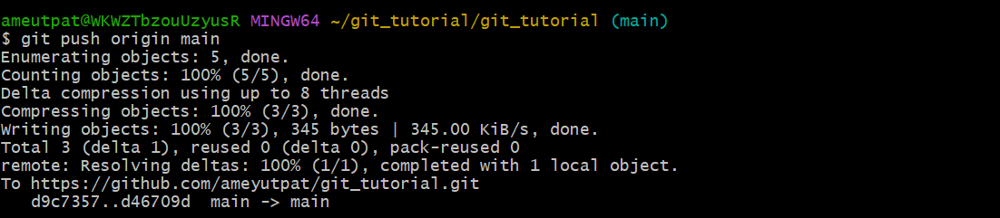 ameutpat@WKWZTbzouUzyusR MINGW64 ~/git_tutorial/git_tutorial (main)
$ git push origin main
Enumerating objects: 5, done.
Counting objects: 100% (5/5), done.
Delta compression using up to 8 threads
Compressing objects: 100% (3/3), done.
Writing objects: 100% (3/3), 345 bytes | 345.00 KiB/s, done.
Total 3 (delta 1), reused 0 (delta 0), pack-reused 0
remote: Resolving deltas: 100% (1/1), completed with 1 local object.
To https://github.com/ameyutpat/git_tutorial.git
   d9c7357..d46709d  main -> main